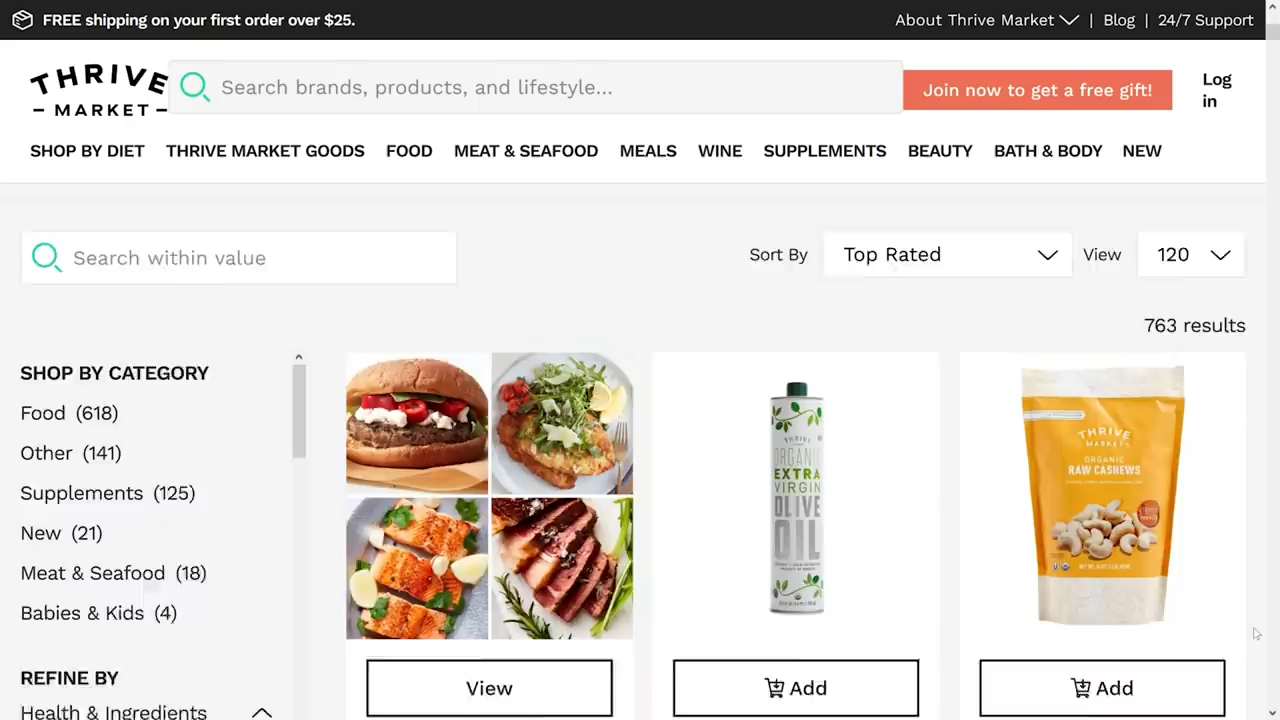 FREE shipping on your first order over $25.
About Thrive Market | Blog | 24/7 Support
THRIVE
MARKET
Search brands, products, and lifestyle...
Join now to get a free gift!
Log
in
SHOP BY DIET THRIVE MARKET GOODS FOOD MEAT & SEAFOOD MEALS WINE SUPPLEMENTS BEAUTY BATH & BODY NEW
Search within value
Sort By Top Rated View 120
763 results
SHOP BY CATEGORY
Food (618)
Other (141)
Supplements (125)
New (21)
Meat & Seafood (18)
Babies & Kids (4)
REFINE BY
Health & Ingredients
THRIVE
ORGANIC
EXTRA
VIRGIN
OLIVE
OIL
THRIVE
MARKET
ORGANIC
RAW CASHEWS
View
Add
Add